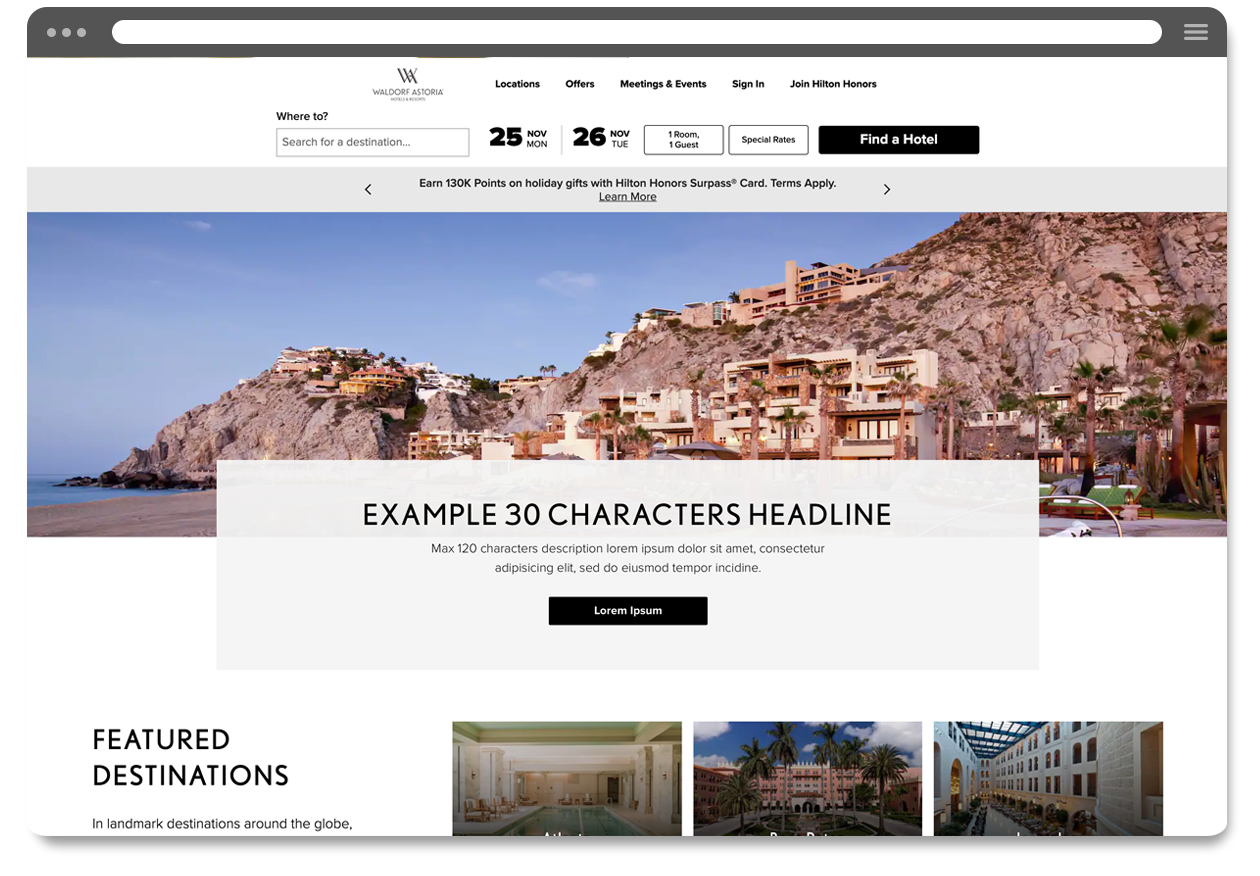 WALDORF ASTORIA
HOTELS & RESORTS
Locations
Offers
Meetings & Events
Sign In
Join Hilton Honors
Where to?
Search for a destination...
25 NOV
MON
26 NOV
TUE
1 Room,
1 Guest
Special Rates
Find a Hotel
Earn 130K Points on holiday gifts with Hilton Honors Surpass® Card. Terms Apply.
Learn More
EXAMPLE 30 CHARACTERS HEADLINE
Max 120 characters description lorem ipsum dolor sit amet, consectetur
adipisicing elit, sed do eiusmod tempor incidine.
Lorem Ipsum
FEATURED
DESTINATIONS
In landmark destinations around the globe,